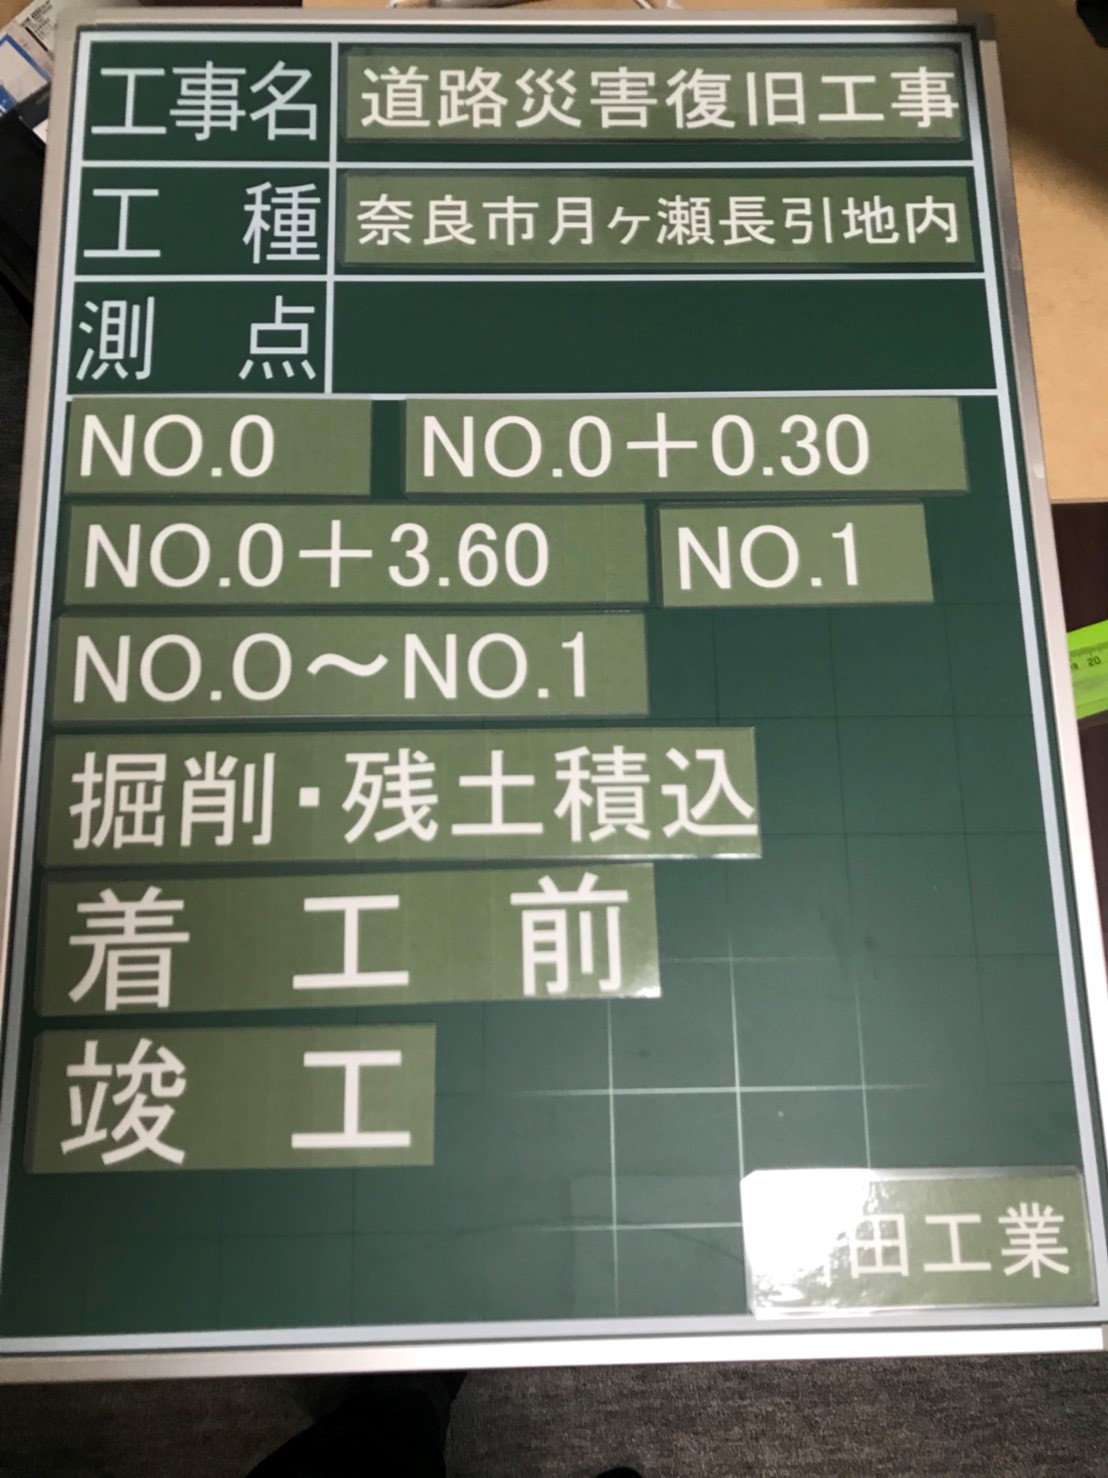 工事名 道路災害復旧工事
工種 奈良市月ヶ瀬長引地内
測点
NO.0 NO.0+0.30
NO.0+3.60 NO.1
NO.O〜NO.1
掘削・残土積込
着工前
竣工
田工業